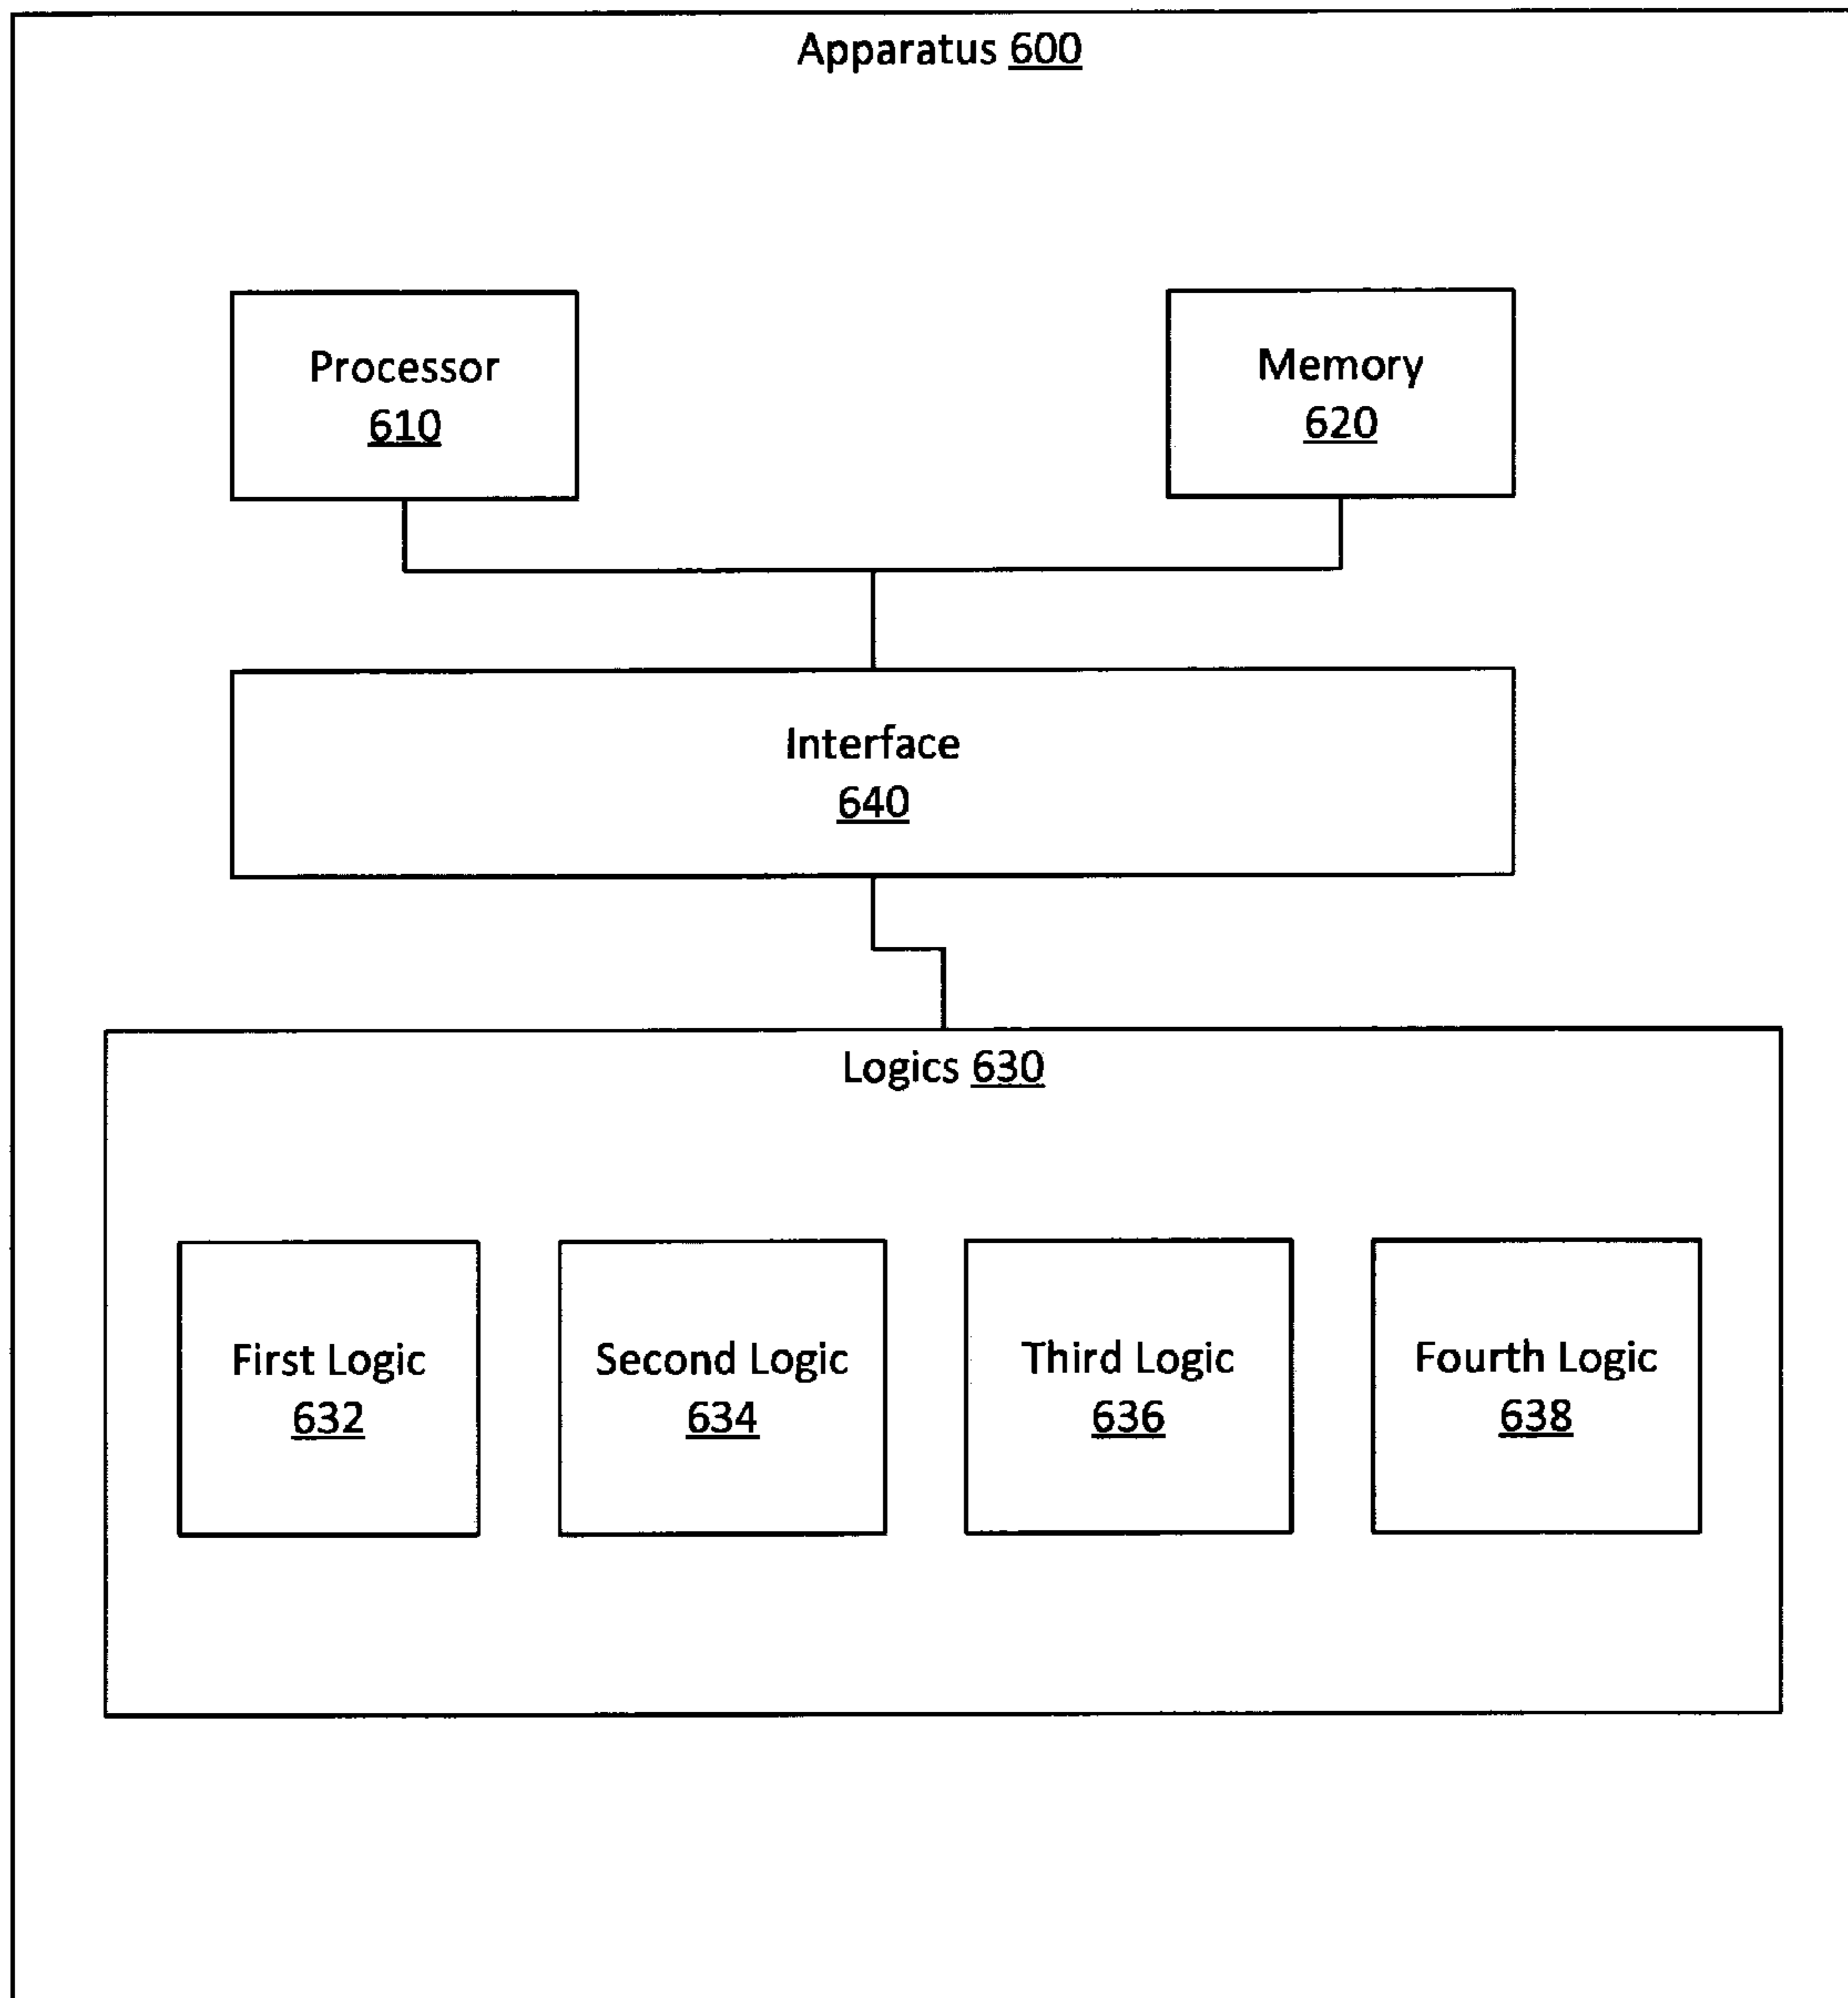 Apparatus 600
Processor
610
Memory
620
Interface
640
Logics 630
First Logic
632
Second Logic
634
Third Logic
636
Fourth Logic
638